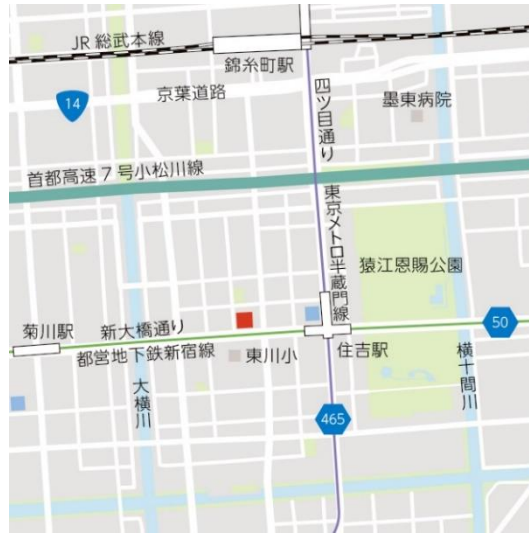 JR総武本線
錦糸町駅
京葉道路
14
四ツ目通り
墨東病院
首都高速7号小松川線
東京メトロ半蔵門線
猿江恩賜公園
菊川駅
新大橋通り
50
都営地下鉄新宿線
東川小
住吉駅
大横川
横十間川
465